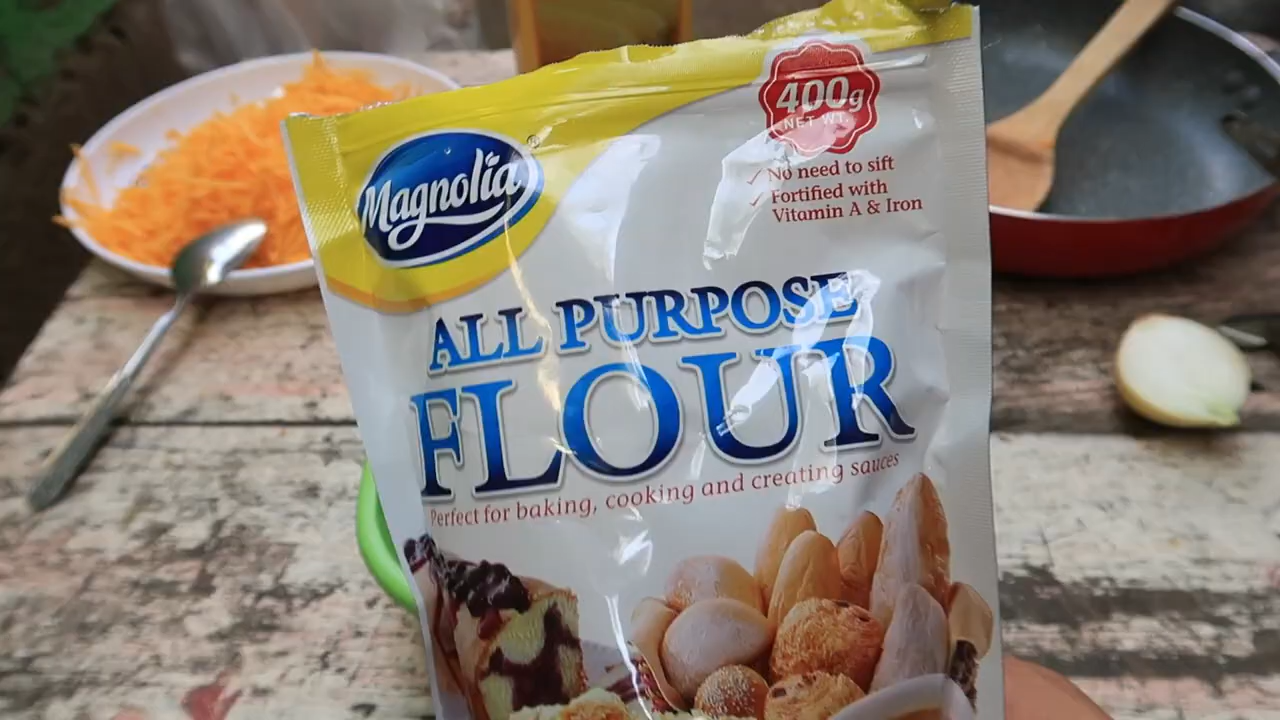 400g
NET WT.
Magnolia
®
✓ No need to sift
✓ Fortified with
Vitamin A & Iron
ALL PURPOSE
FLOUR
Perfect for baking, cooking and creating sauces